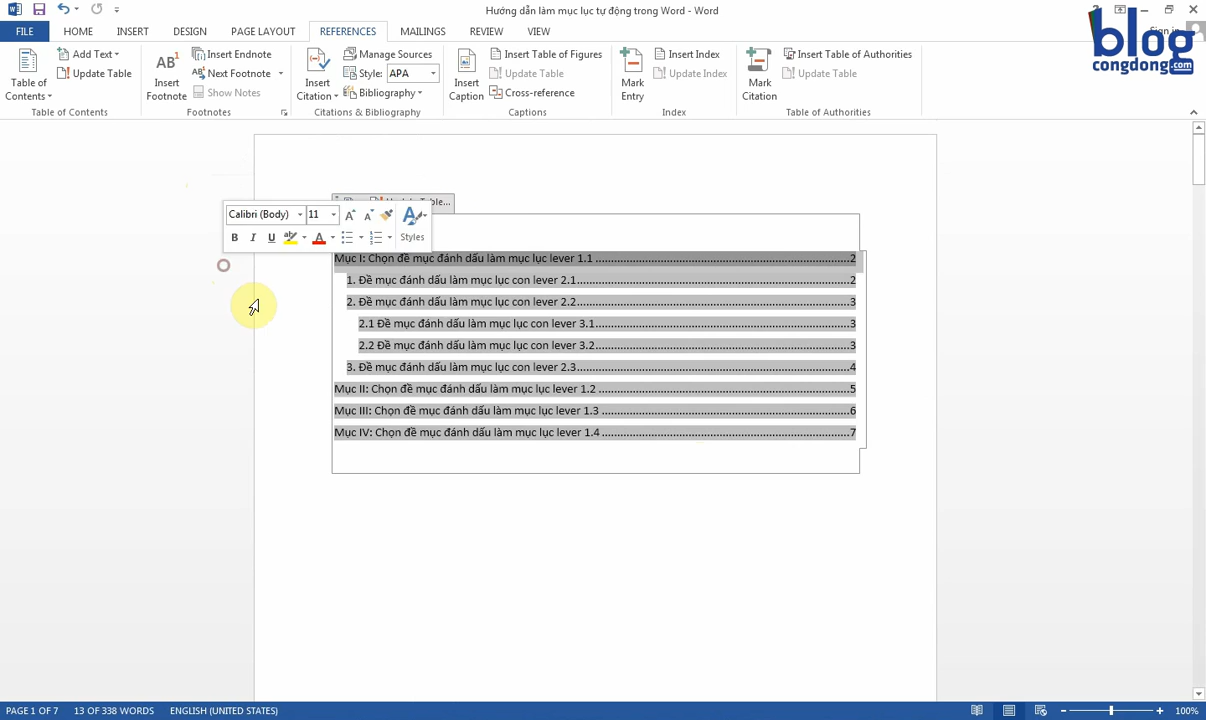 Hướng dẫn làm mục lục tự động trong Word - Word
FILE HOME INSERT DESIGN PAGE LAYOUT REFERENCES MAILINGS REVIEW VIEW
blog
congdong.com
Table of Contents
Add Text
Update Table
Table of Contents
AB1
Insert Footnote
Insert Endnote
Next Footnote
Show Notes
Footnotes
Insert Citation
Manage Sources
Style: APA
Bibliography
Citations & Bibliography
Insert Caption
Insert Table of Figures
Update Table
Cross-reference
Captions
Mark Entry
Insert Index
Update Index
Index
Mark Citation
Insert Table of Authorities
Update Table
Table of Authorities
Calibri (Body) 11
B I U Styles
Mục I: Chọn đề mục đánh dấu làm mục lục lever 1.1 2
1. Đề mục đánh dấu làm mục lục con lever 2.1 2
2. Đề mục đánh dấu làm mục lục con lever 2.2 3
2.1 Đề mục đánh dấu làm mục lục con lever 3.1 3
2.2 Đề mục đánh dấu làm mục lục con lever 3.2 3
3. Đề mục đánh dấu làm mục lục con lever 2.3 4
Mục II: Chọn đề mục đánh dấu làm mục lục lever 1.2 5
Mục III: Chọn đề mục đánh dấu làm mục lục lever 1.3 6
Mục IV: Chọn đề mục đánh dấu làm mục lục lever 1.4 7
PAGE 1 OF 7 13 OF 338 WORDS ENGLISH (UNITED STATES) 100%